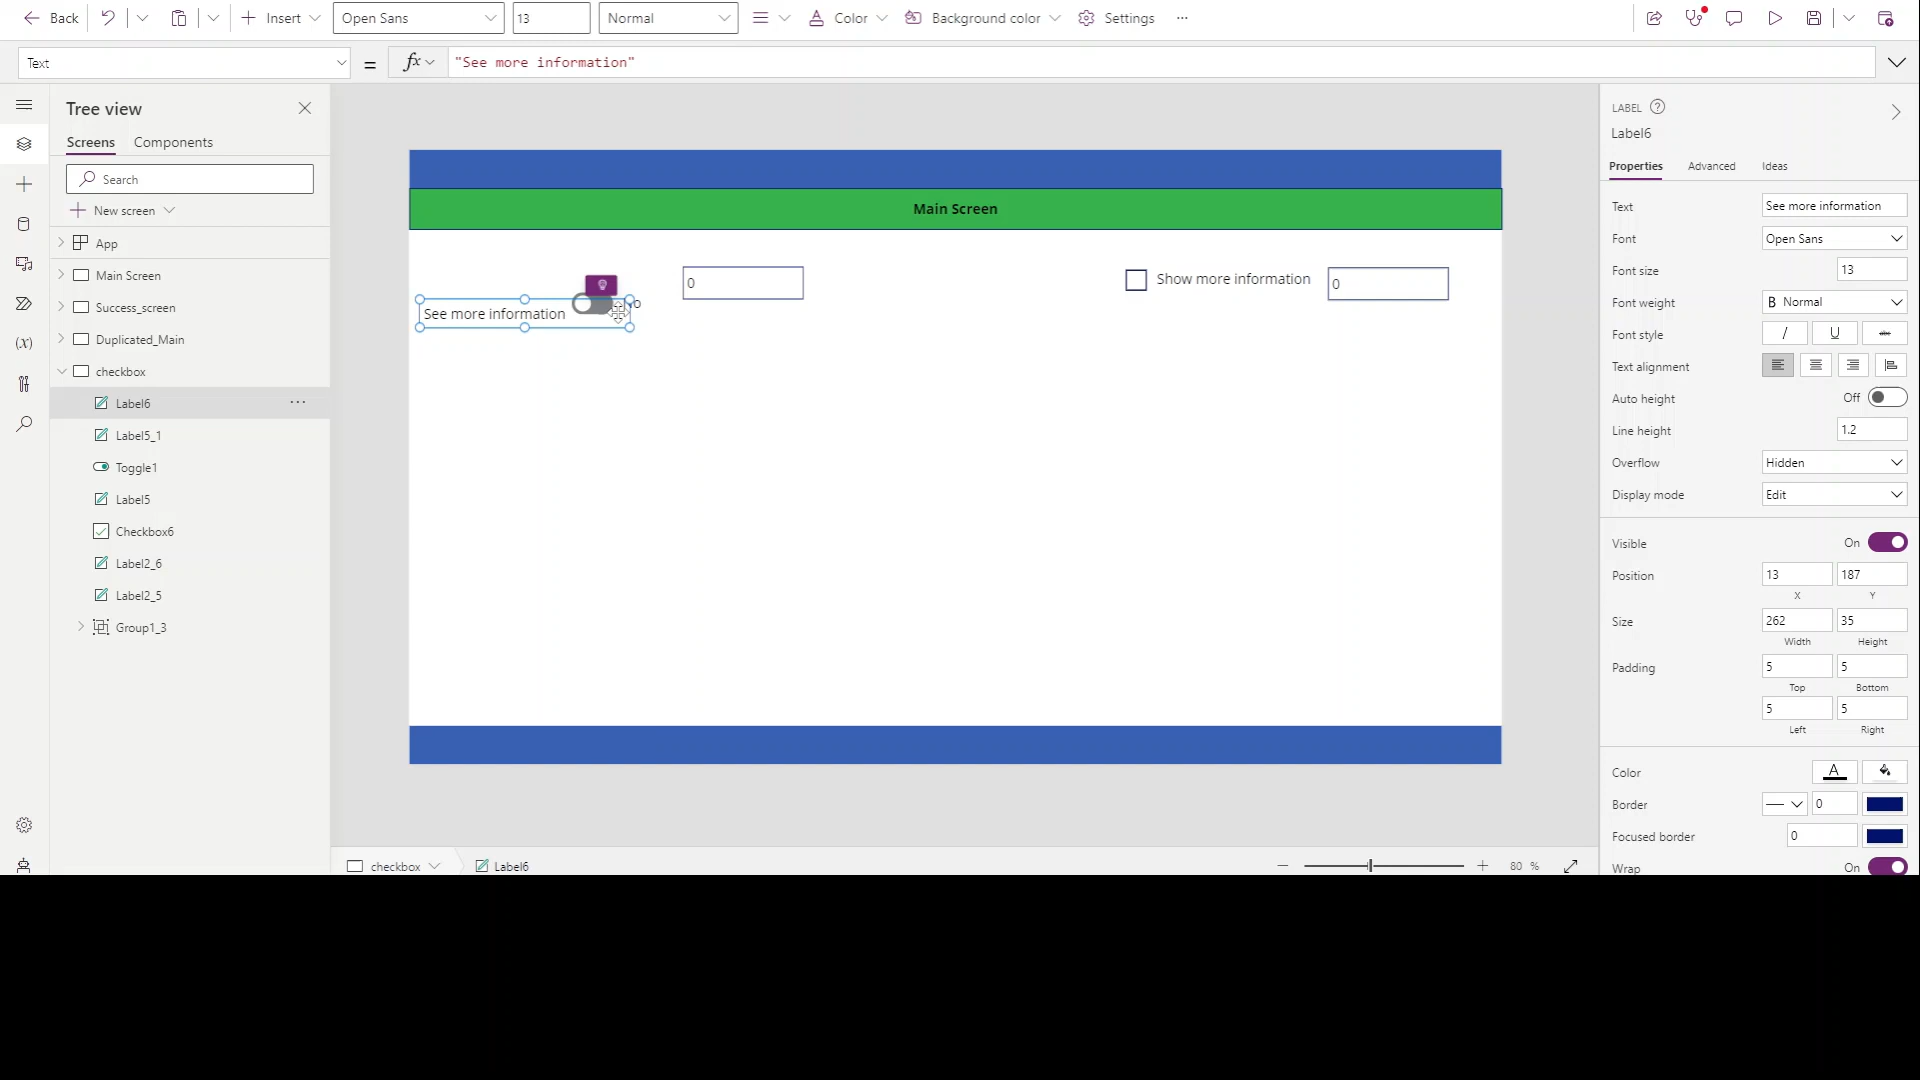 Back
Insert
Open Sans
13
Normal
Color
Background color
Settings
Text
=
fx
"See more information"
Tree view
Screens
Components
Search
New screen
App
Main Screen
Success_screen
Duplicated_Main
checkbox
Label6
Label5_1
Toggle1
Label5
Checkbox6
Label2_6
Label2_5
Group1_3
Main Screen
0
See more information
Show more information
0
checkbox
Label6
80 %
LABEL
Label6
Properties
Advanced
Ideas
Text
See more information
Font
Open Sans
Font size
13
Font weight
B Normal
Font style
/ U abc
Text alignment
Auto height
Off
Line height
1.2
Overflow
Hidden
Display mode
Edit
Visible
On
Position
13
187
X
Y
Size
262
35
Width
Height
Padding
5
5
Top
Bottom
5
5
Left
Right
Color
A
Border
0
Focused border
0
Wrap
On